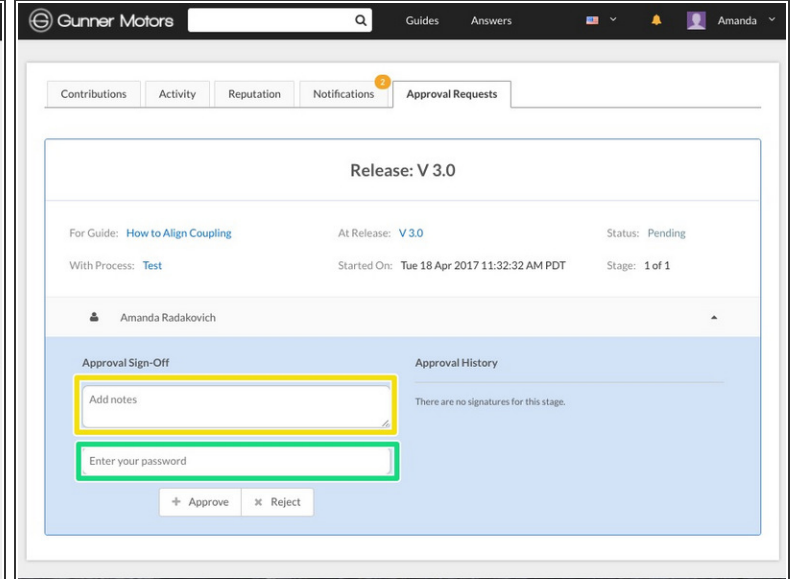 Gunner Motors Guides Answers Amanda
Contributions Activity Reputation Notifications 2 Approval Requests
Release: V 3.0
For Guide: How to Align Coupling At Release: V 3.0 Status: Pending
With Process: Test Started On: Tue 18 Apr 2017 11:32:32 AM PDT Stage: 1 of 1
Amanda Radakovich
Approval Sign-Off Approval History
Add notes
There are no signatures for this stage.
Enter your password
Approve Reject